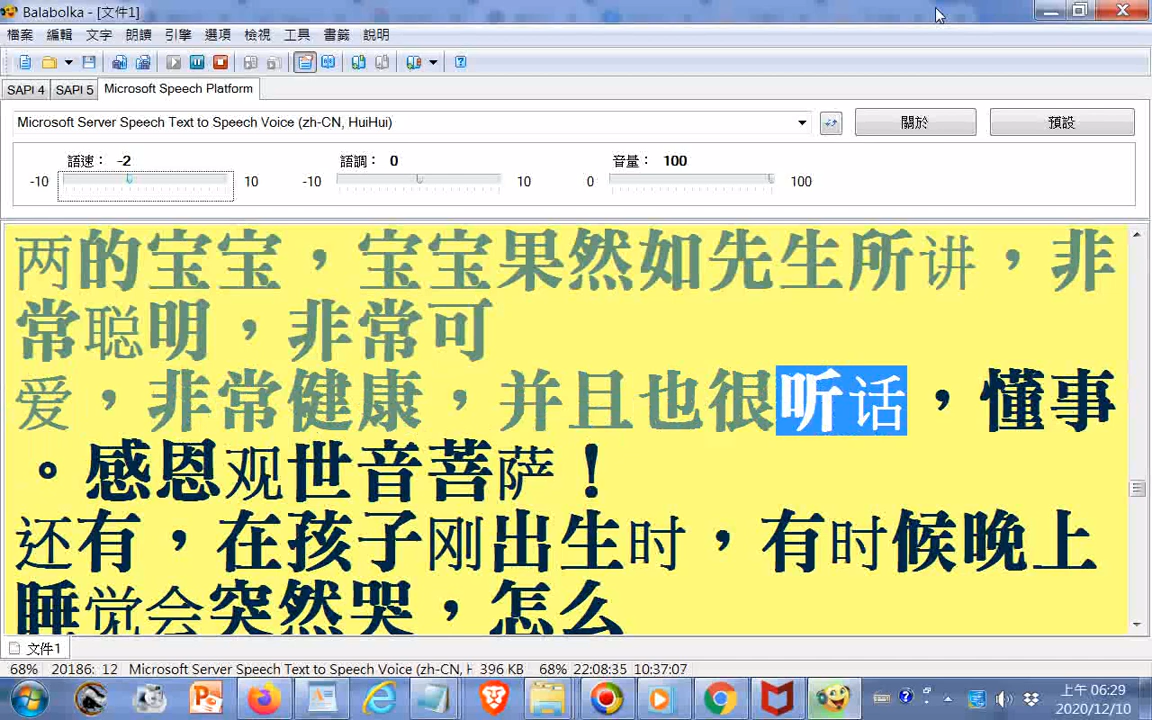 Balabolka - [文件1]
檔案 編輯 文字 朗讀 引擎 選項 檢視 工具 書籤 說明
SAPI 4 SAPI 5 Microsoft Speech Platform
Microsoft Server Speech Text to Speech Voice (zh-CN, HuiHui) 關於 預設
語速： -2 語調： 0 音量： 100
-10 10 -10 10 0 100
两的宝宝，宝宝果然如先生所讲，非
常聪明，非常可
爱，非常健康，并且也很听话，懂事
。感恩观世音菩萨！
还有，在孩子刚出生时，有时候晚上
睡觉会突然哭，怎么
文件1
68% 20186: 12 Microsoft Server Speech Text to Speech Voice (zh-CN, H 396 KB 68% 22:08:35 10:37:07
上午 06:29
2020/12/10